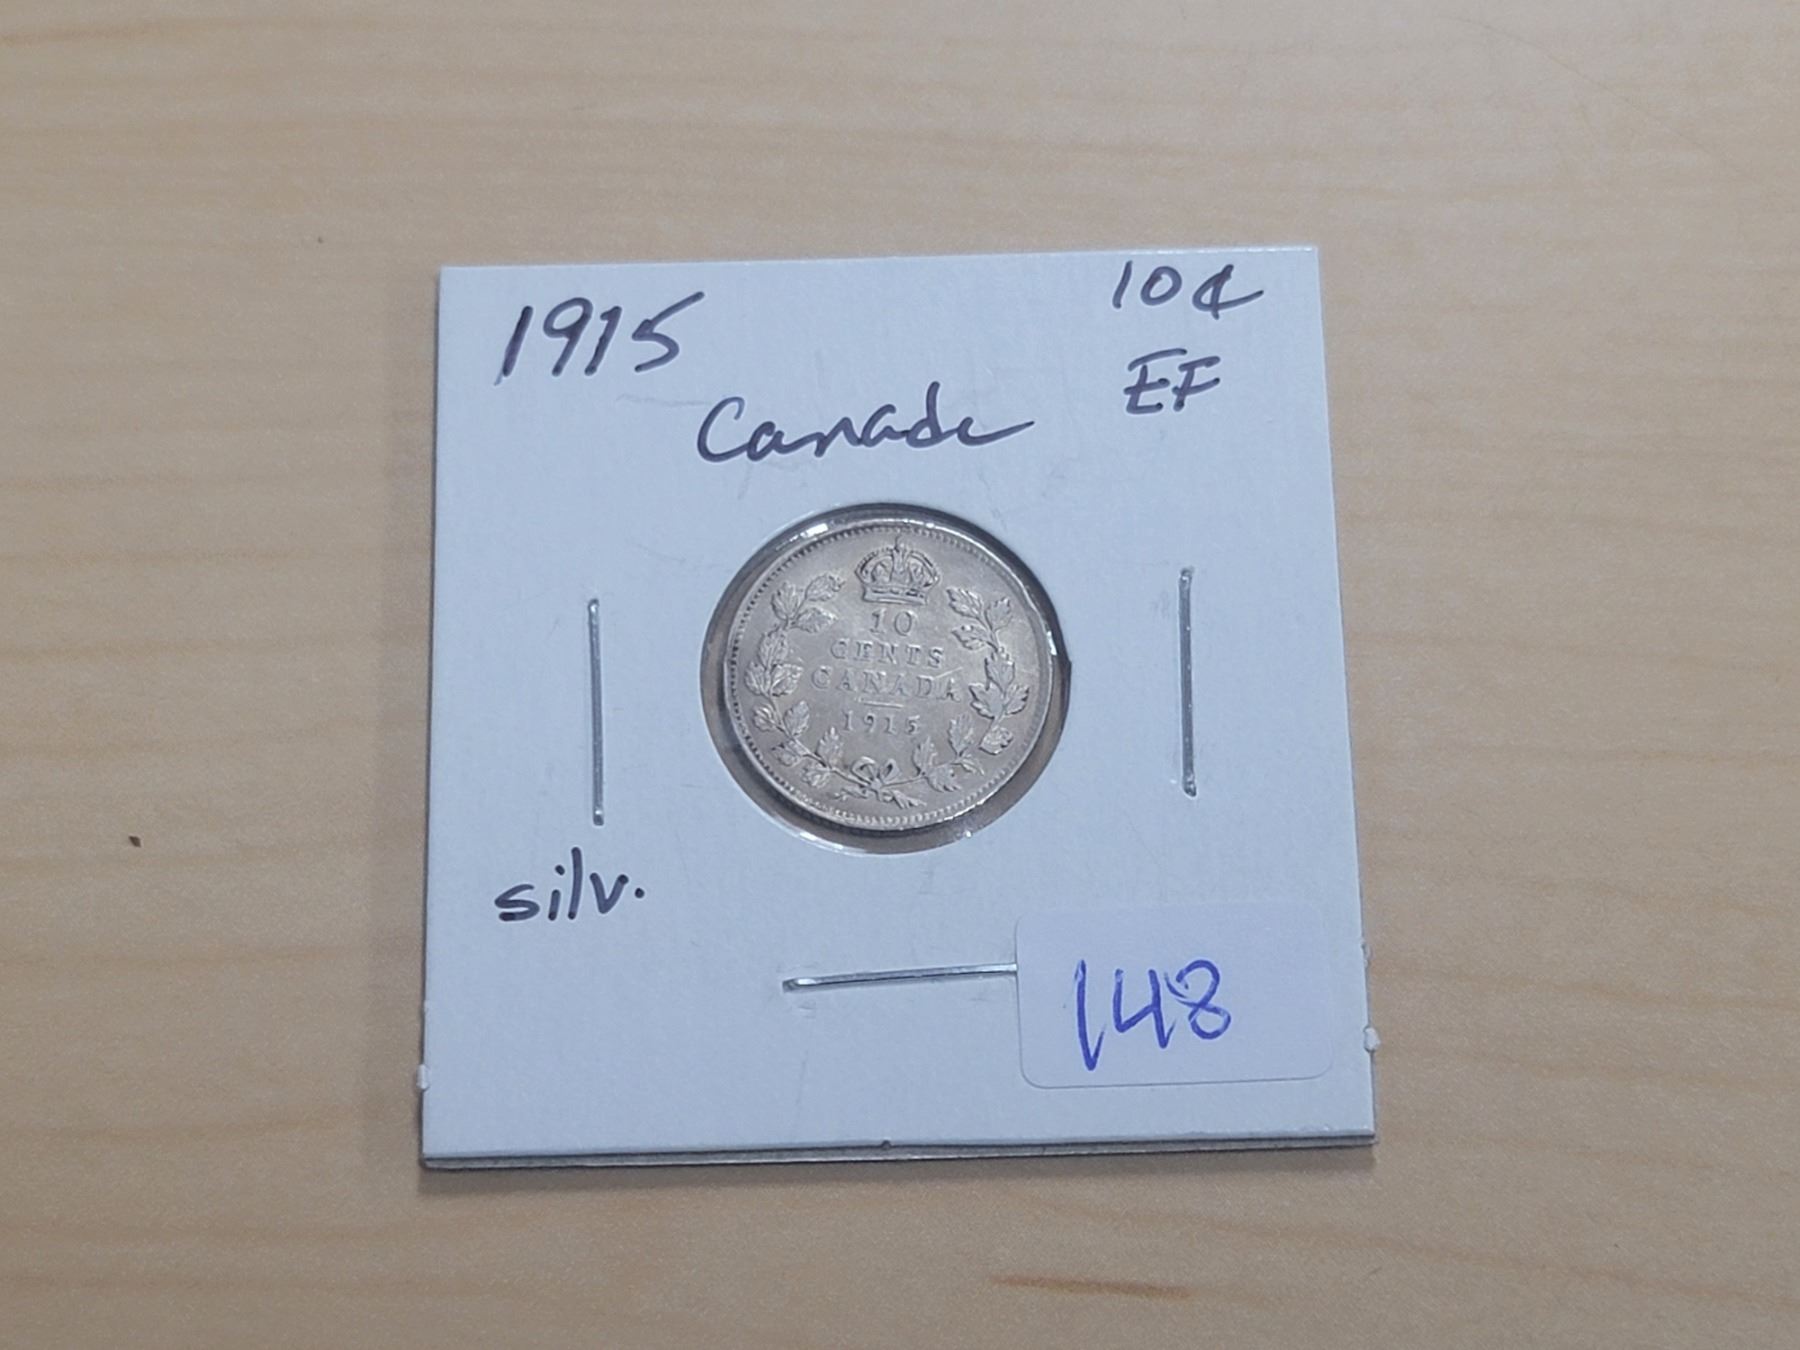 1915
10¢
EF
Canada
10
CENTS
CANADA
1915
silv.
148